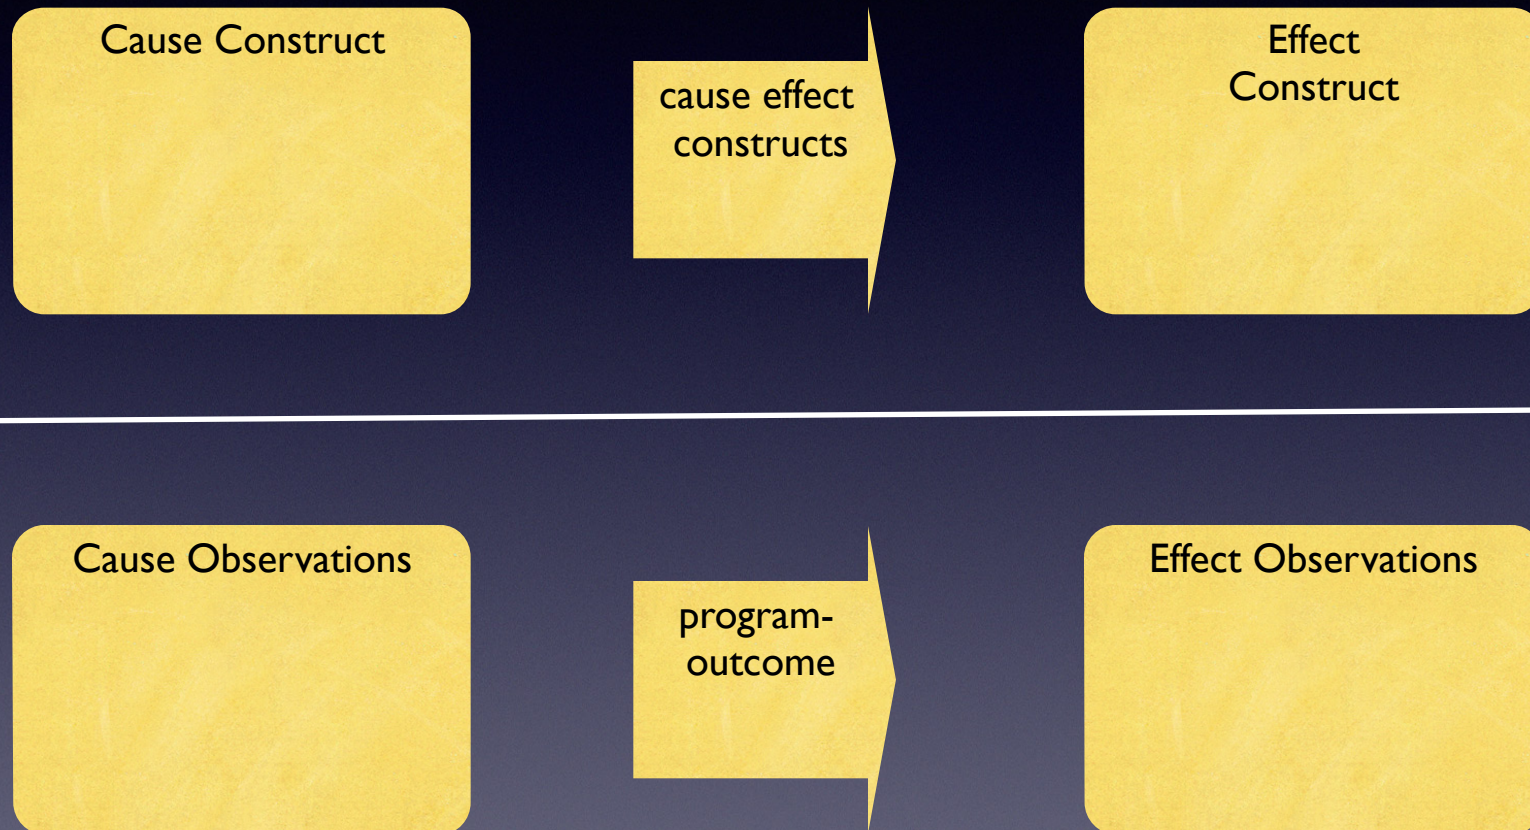 Cause Construct
cause effect
constructs
Effect
Construct
Cause Observations
program-
outcome
Effect Observations